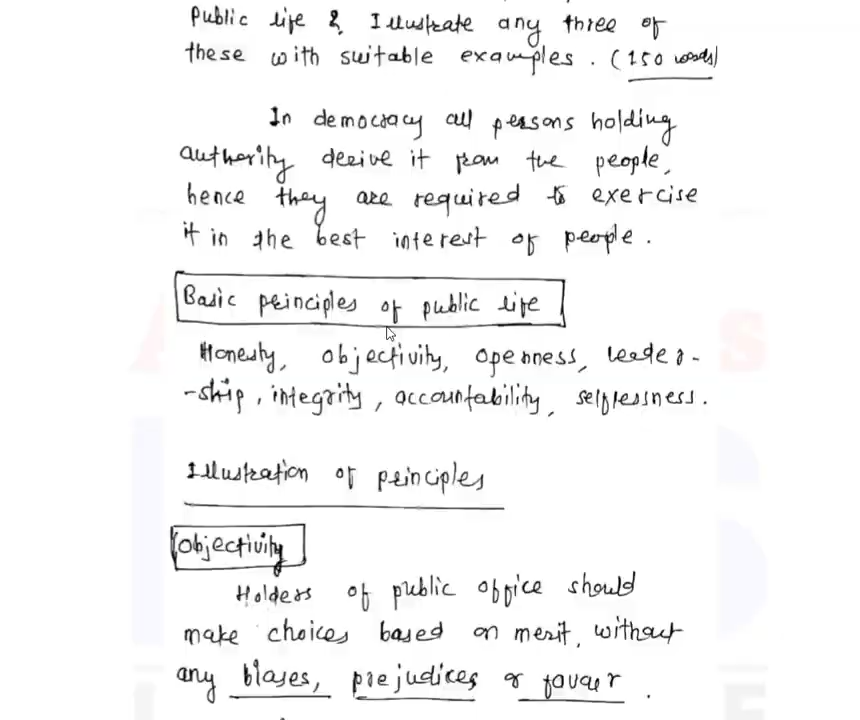 Public life & Illustrate any three of
these with suitable examples. (150 words)
In democracy all persons holding
authority derive it from the people,
hence they are required to exercise
it in the best interest of people.
Basic principles of public life
Honesty, objectivity, openness, leader-
-ship, integrity, accountability, selflessness.
Illustration of principles
Objectivity
Holders of public office should
make choices based on merit, without
any biases, prejudices or favour.